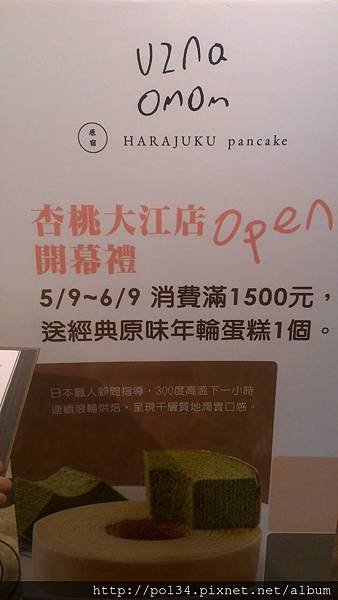 uzna
omom
原宿
HARAJUKU pancake
杏桃大江店 open
開幕禮
5/9~6/9 消費滿1500元，
送經典原味年輪蛋糕1個。
日本職人顧問指導，300度高溫下一小時
連續滾輪烘焙，呈現千層質地潤實口感。
http://pol34.pixnet.net/album